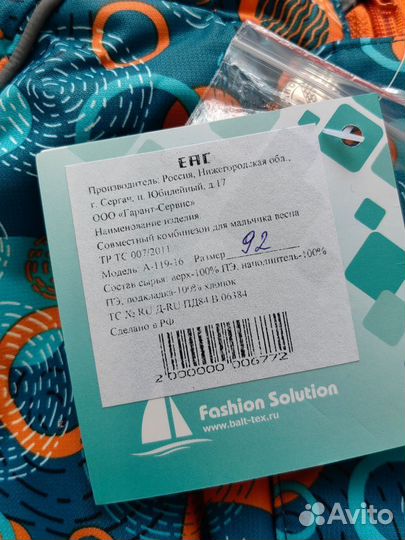 ЕАС
Производитель: Россия, Нижегородская обл.,
г. Сергач, п. Юбилейный, д.17
ООО «Гарант-Сервис»
Наименование изделия
Совместный комбинезон для мальчика весна
ТР ТС 007/2011
Модель А-119-16 Размер 92
Состав сырья: верх-100% ПЭ, наполнитель-100%
ПЭ, подкладка-100% хлопок
ТС № RU Д-RU ПД84 В 06384
Сделано в РФ
2 000000 006772
Fashion Solution
www.balt-tex.ru
Avito